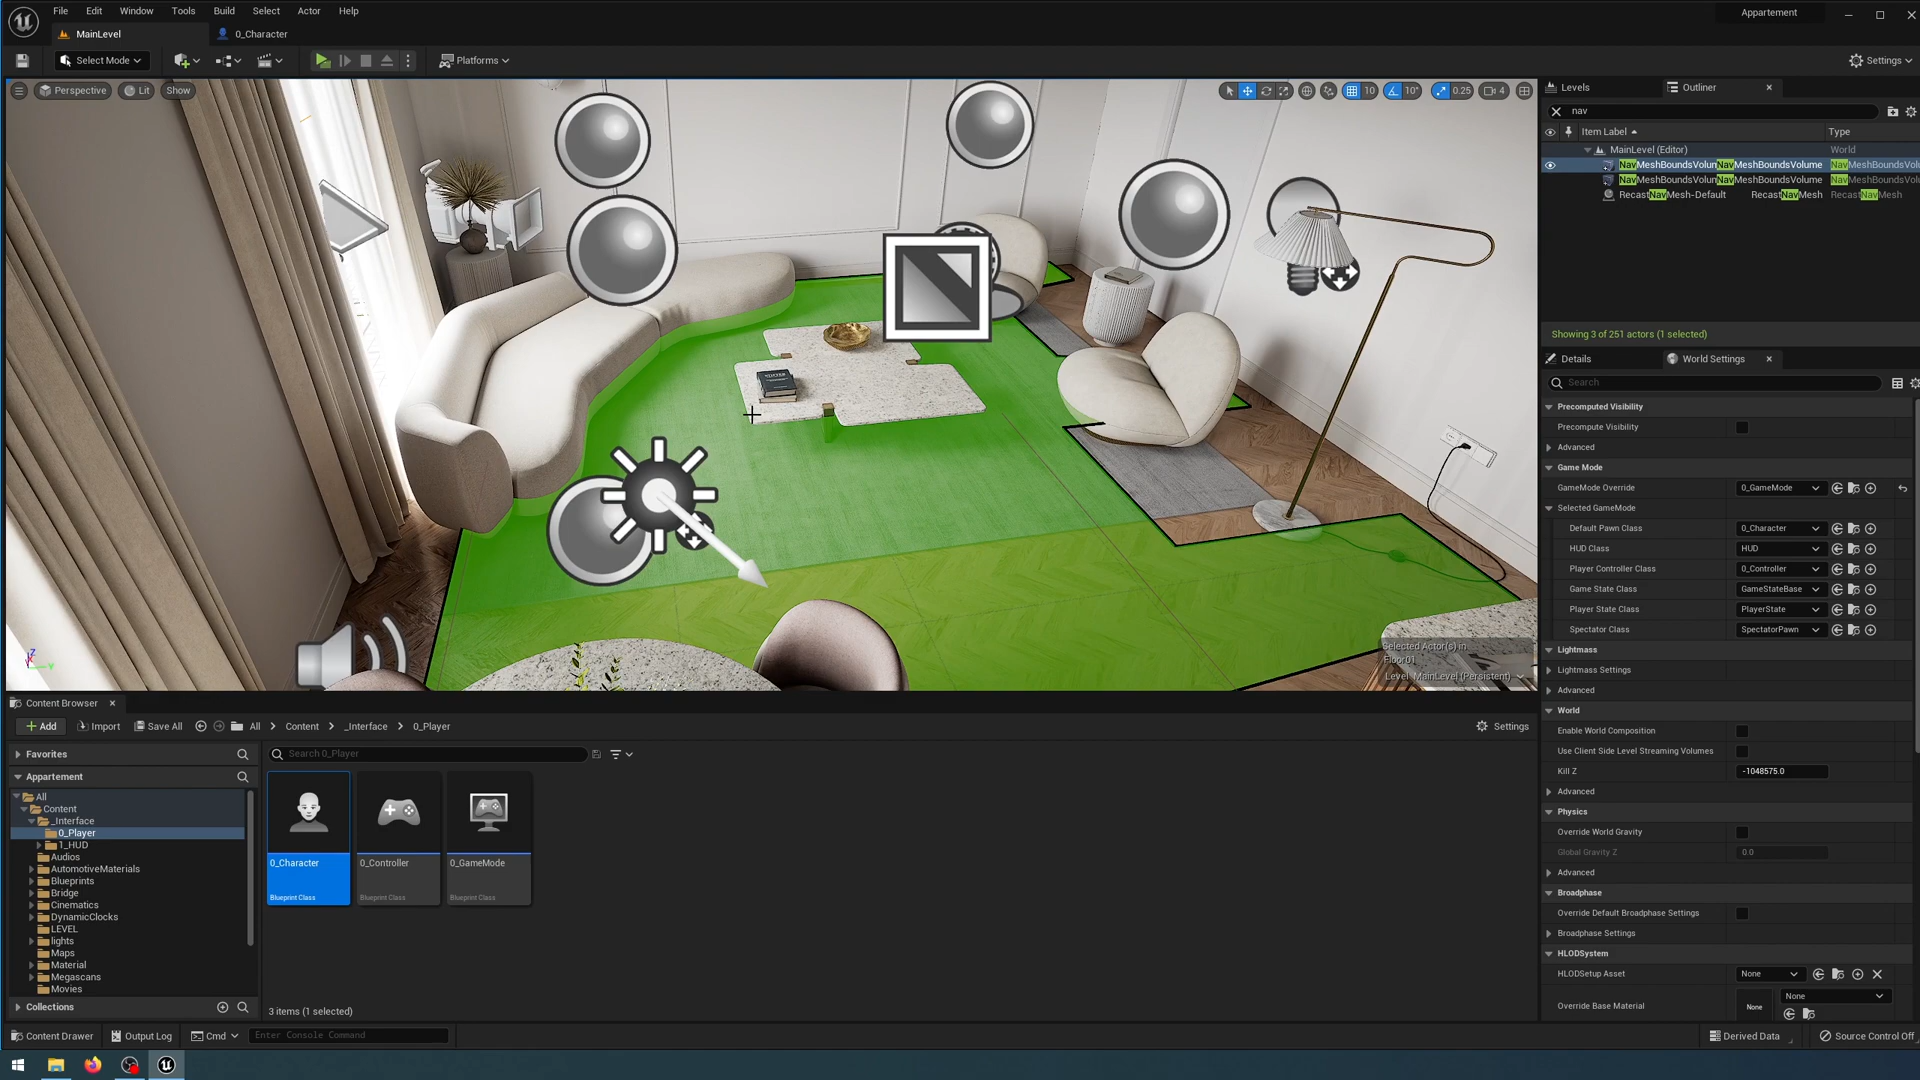 File Edit Window Tools Build Select Actor Help
Appartement
MainLevel
0_Character
Select Mode
Platforms
Settings
Perspective
Lit
Show
10
10°
0.25
4
Selected Actor(s) in
Floor01
Level: MainLevel (Persistent)
Levels
Outliner
nav
Item Label
Type
MainLevel (Editor)
World
NavMeshBoundsVolun NavMeshBoundsVolume NavMeshBoundsVolu
NavMeshBoundsVolun NavMeshBoundsVolume NavMeshBoundsVolu
RecastNavMesh-Default RecastNavMesh RecastNavMesh
Showing 3 of 251 actors (1 selected)
Details
World Settings
Search
Precomputed Visibility
Precompute Visibility
Advanced
Game Mode
GameMode Override
0_GameMode
Selected GameMode
Default Pawn Class
0_Character
HUD Class
HUD
Player Controller Class
0_Controller
Game State Class
GameStateBase
Player State Class
PlayerState
Spectator Class
SpectatorPawn
Lightmass
Lightmass Settings
Advanced
World
Enable World Composition
Use Client Side Level Streaming Volumes
Kill Z
-1048575.0
Advanced
Physics
Override World Gravity
Global Gravity Z
0.0
Advanced
Broadphase
Override Default Broadphase Settings
Broadphase Settings
HLODSystem
HLODSetup Asset
None
Override Base Material
None
None
Content Browser
Add
Import
Save All
All > Content > _Interface > 0_Player
Settings
Favorites
Appartement
All
Content
_Interface
0_Player
1_HUD
Audios
AutomotiveMaterials
Blueprints
Bridge
Cinematics
DynamicClocks
LEVEL
lights
Maps
Material
Megascans
Movies
Collections
Search 0_Player
0_Character
Blueprint Class
0_Controller
Blueprint Class
0_GameMode
Blueprint Class
3 items (1 selected)
Content Drawer
Output Log
Cmd
Enter Console Command
Derived Data
Source Control Off